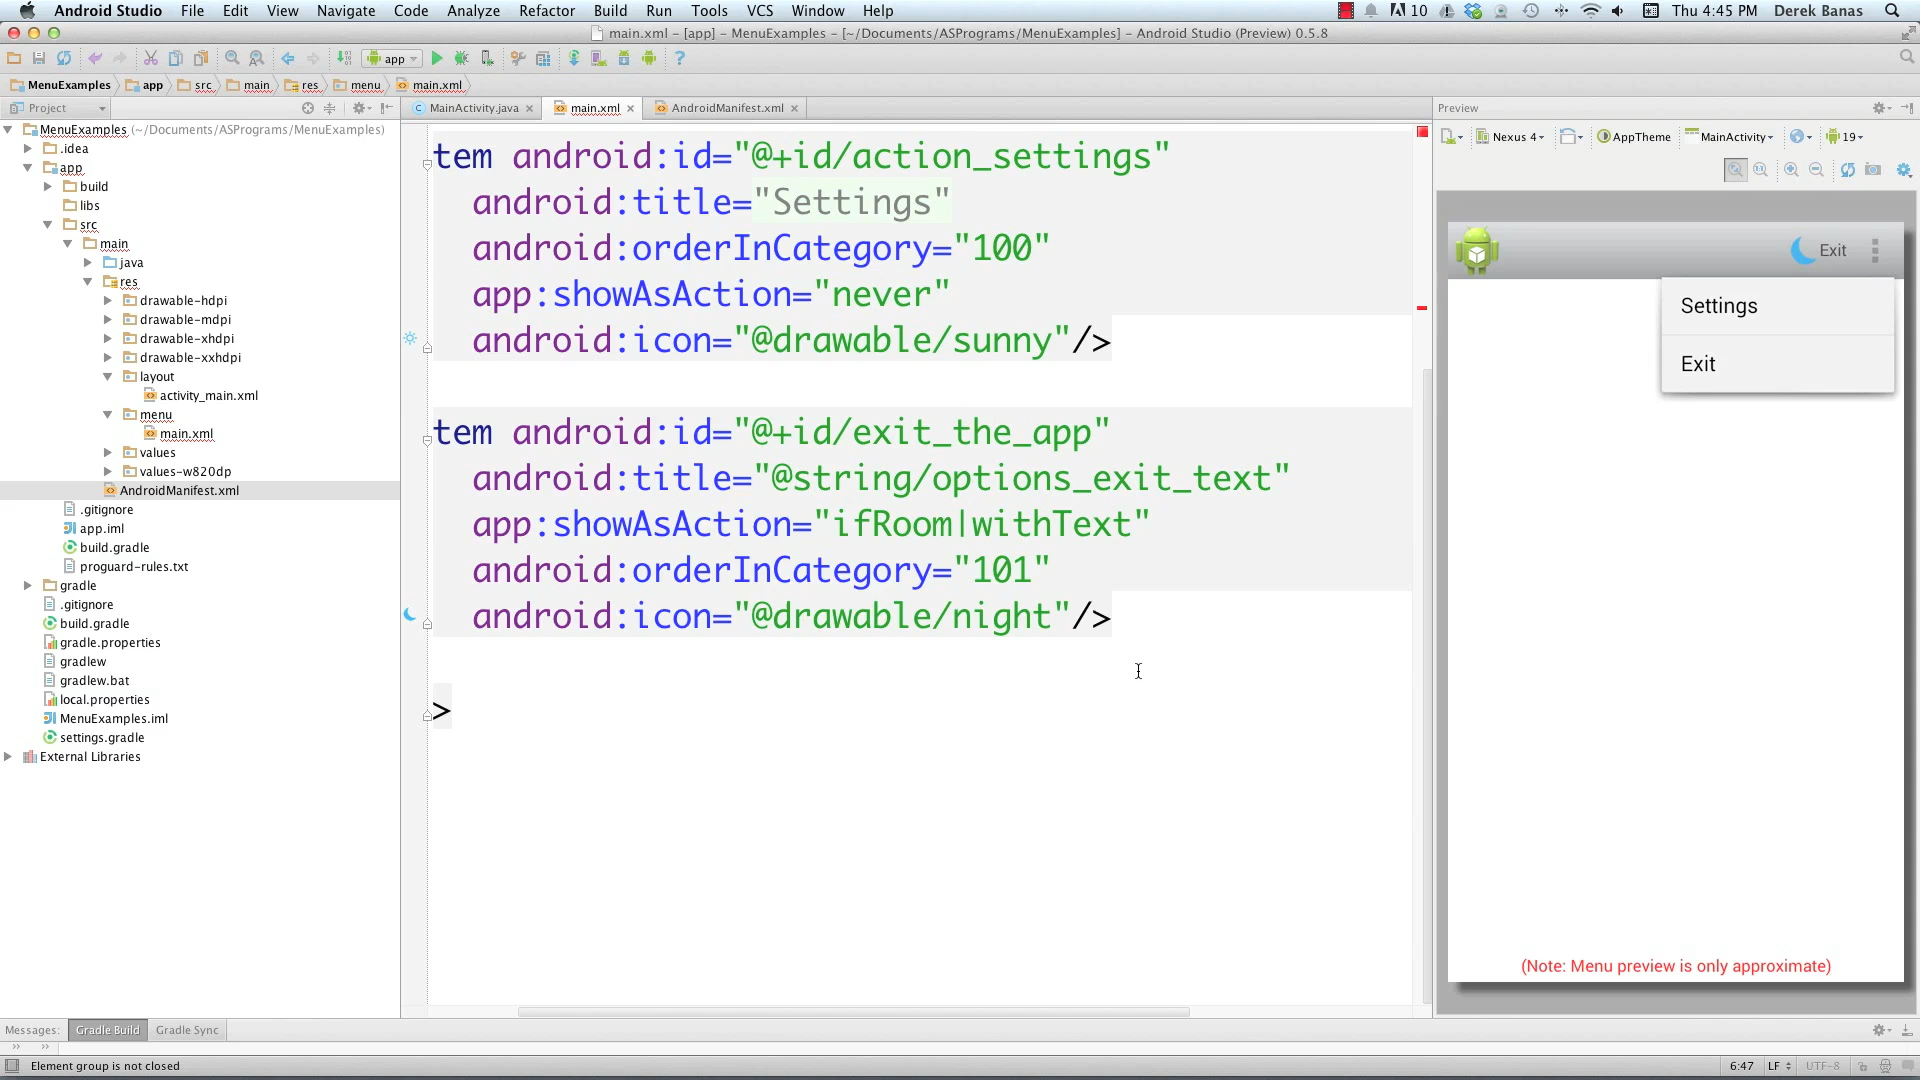 Android Studio File Edit View Navigate Code Analyze Refactor Build Run Tools VCS Window Help 10 Thu 4:45 PM Derek Banas
main.xml – [app] – MenuExamples – [~/Documents/ASPrograms/MenuExamples] – Android Studio (Preview) 0.5.8
app
MenuExamples app src main res menu main.xml
Project
MainActivity.java main.xml AndroidManifest.xml
Preview
MenuExamples (~/Documents/ASPrograms/MenuExamples)
.idea
app
build
libs
src
main
java
res
drawable-hdpi
drawable-mdpi
drawable-xhdpi
drawable-xxhdpi
layout
activity_main.xml
menu
main.xml
values
values-w820dp
AndroidManifest.xml
.gitignore
app.iml
build.gradle
proguard-rules.txt
gradle
.gitignore
build.gradle
gradle.properties
gradlew
gradlew.bat
local.properties
MenuExamples.iml
settings.gradle
External Libraries
tem android:id="@+id/action_settings"
android:title="Settings"
android:orderInCategory="100"
app:showAsAction="never"
android:icon="@drawable/sunny"/>
tem android:id="@+id/exit_the_app"
android:title="@string/options_exit_text"
app:showAsAction="ifRoom|withText"
android:orderInCategory="101"
android:icon="@drawable/night"/>
>
Nexus 4 AppTheme MainActivity 19
Exit
Settings
Exit
(Note: Menu preview is only approximate)
Messages: Gradle Build Gradle Sync
Element group is not closed
6:47 LF UTF-8